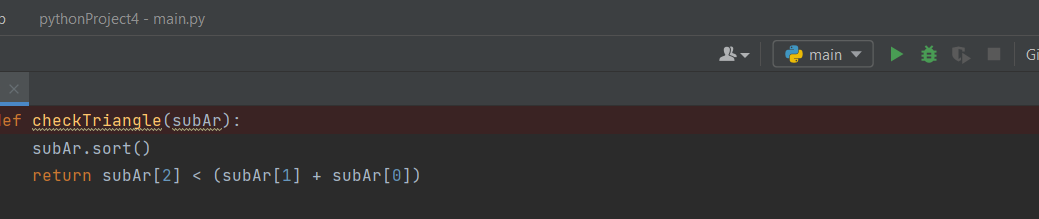 pythonProject4 - main.py
main
def checkTriangle(subAr):
subAr.sort()
return subAr[2] < (subAr[1] + subAr[0])